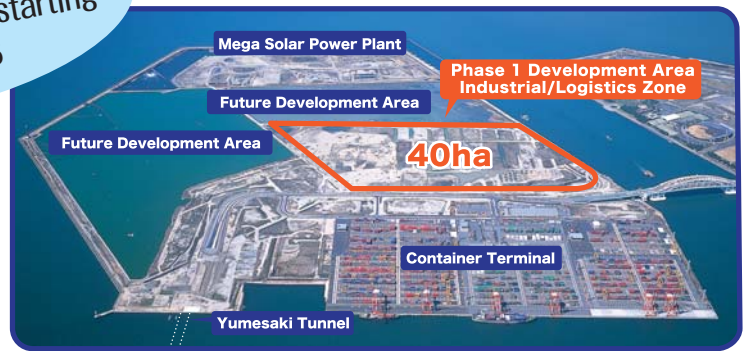 starting
Mega Solar Power Plant
Phase 1 Development Area
Industrial/Logistics Zone
Future Development Area
Future Development Area
40ha
Container Terminal
Yumesaki Tunnel